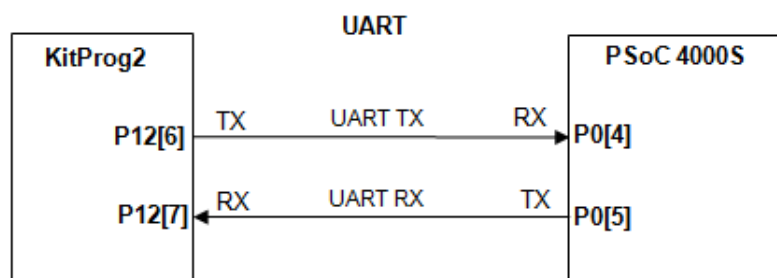 UART
KitProg2
PSoC 4000S
P12[6] TX UART TX RX P0[4]
P12[7] RX UART RX TX P0[5]